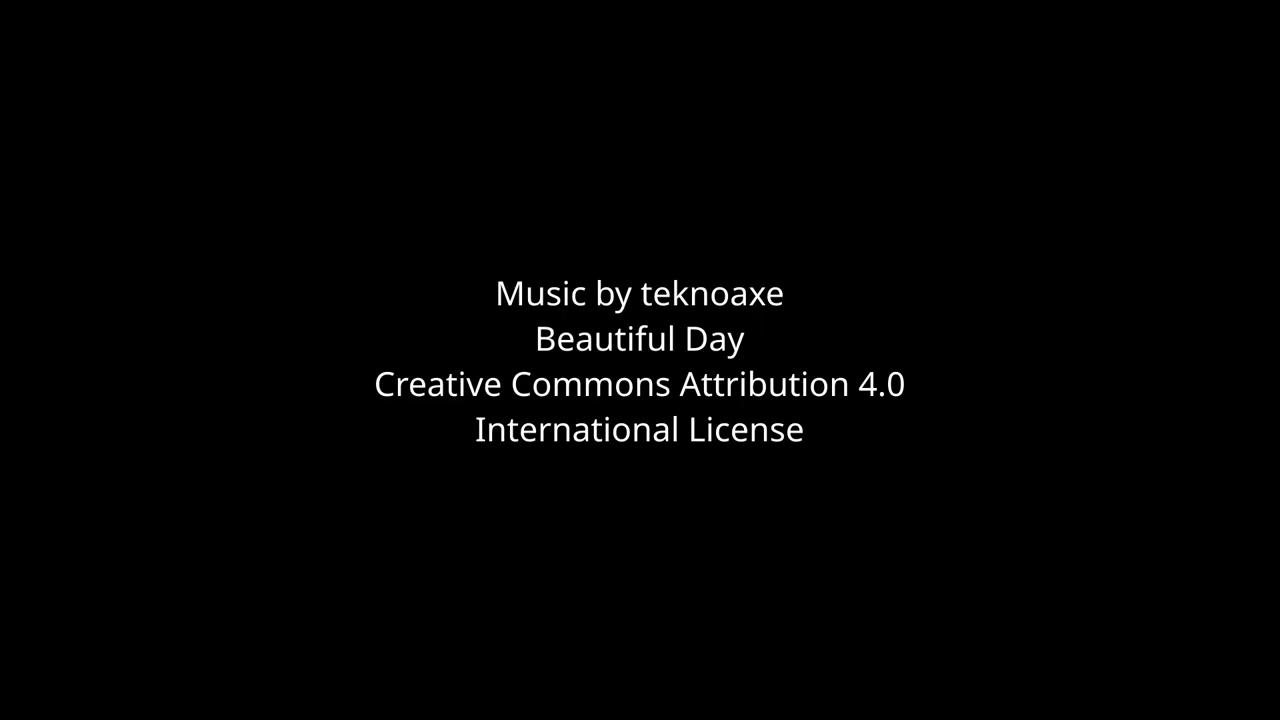 Music by teknoaxe
Beautiful Day
Creative Commons Attribution 4.0
International License